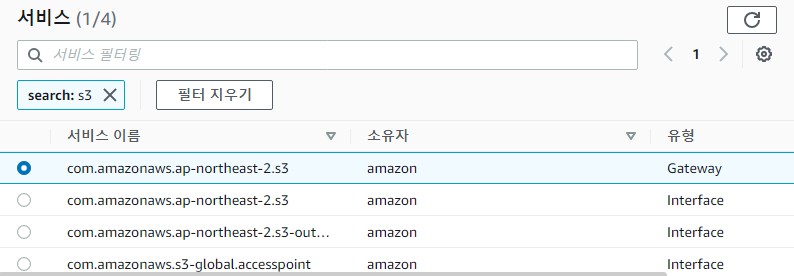 서비스 (1/4)
서비스 필터링
1
search: s3
필터 지우기
서비스 이름 소유자 유형
com.amazonaws.ap-northeast-2.s3 amazon Gateway
com.amazonaws.ap-northeast-2.s3 amazon Interface
com.amazonaws.ap-northeast-2.s3-out... amazon Interface
com.amazonaws.s3-global.accesspoint amazon Interface